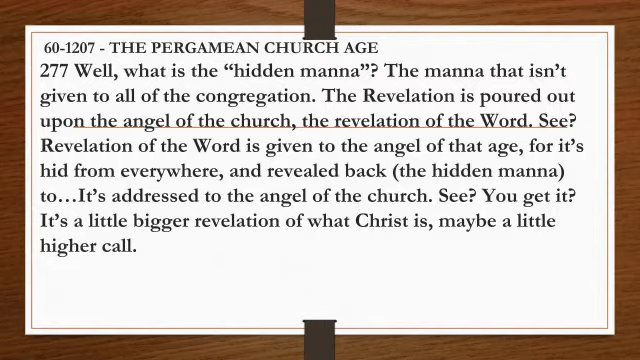 60-1207 - THE PERGAMEAN CHURCH AGE
277 Well, what is the “hidden manna”? The manna that isn’t
given to all of the congregation. The Revelation is poured out
upon the angel of the church, the revelation of the Word. See?
Revelation of the Word is given to the angel of that age, for it’s
hid from everywhere, and revealed back (the hidden manna)
to…It’s addressed to the angel of the church. See? You get it?
It’s a little bigger revelation of what Christ is, maybe a little
higher call.